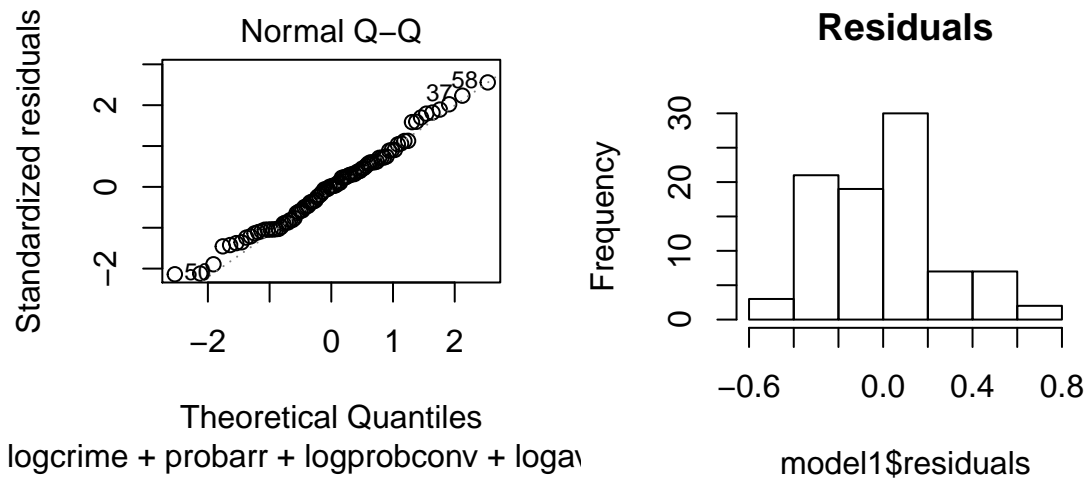 Normal Q−Q
Standardized residuals
2
0
−2
37
58
−2
0
1
2
Theoretical Quantiles
logcrime + probarr + logprobconv + logav
Residuals
Frequency
30
20
10
0
−0.6
0.0
0.4
0.8
model1$residuals